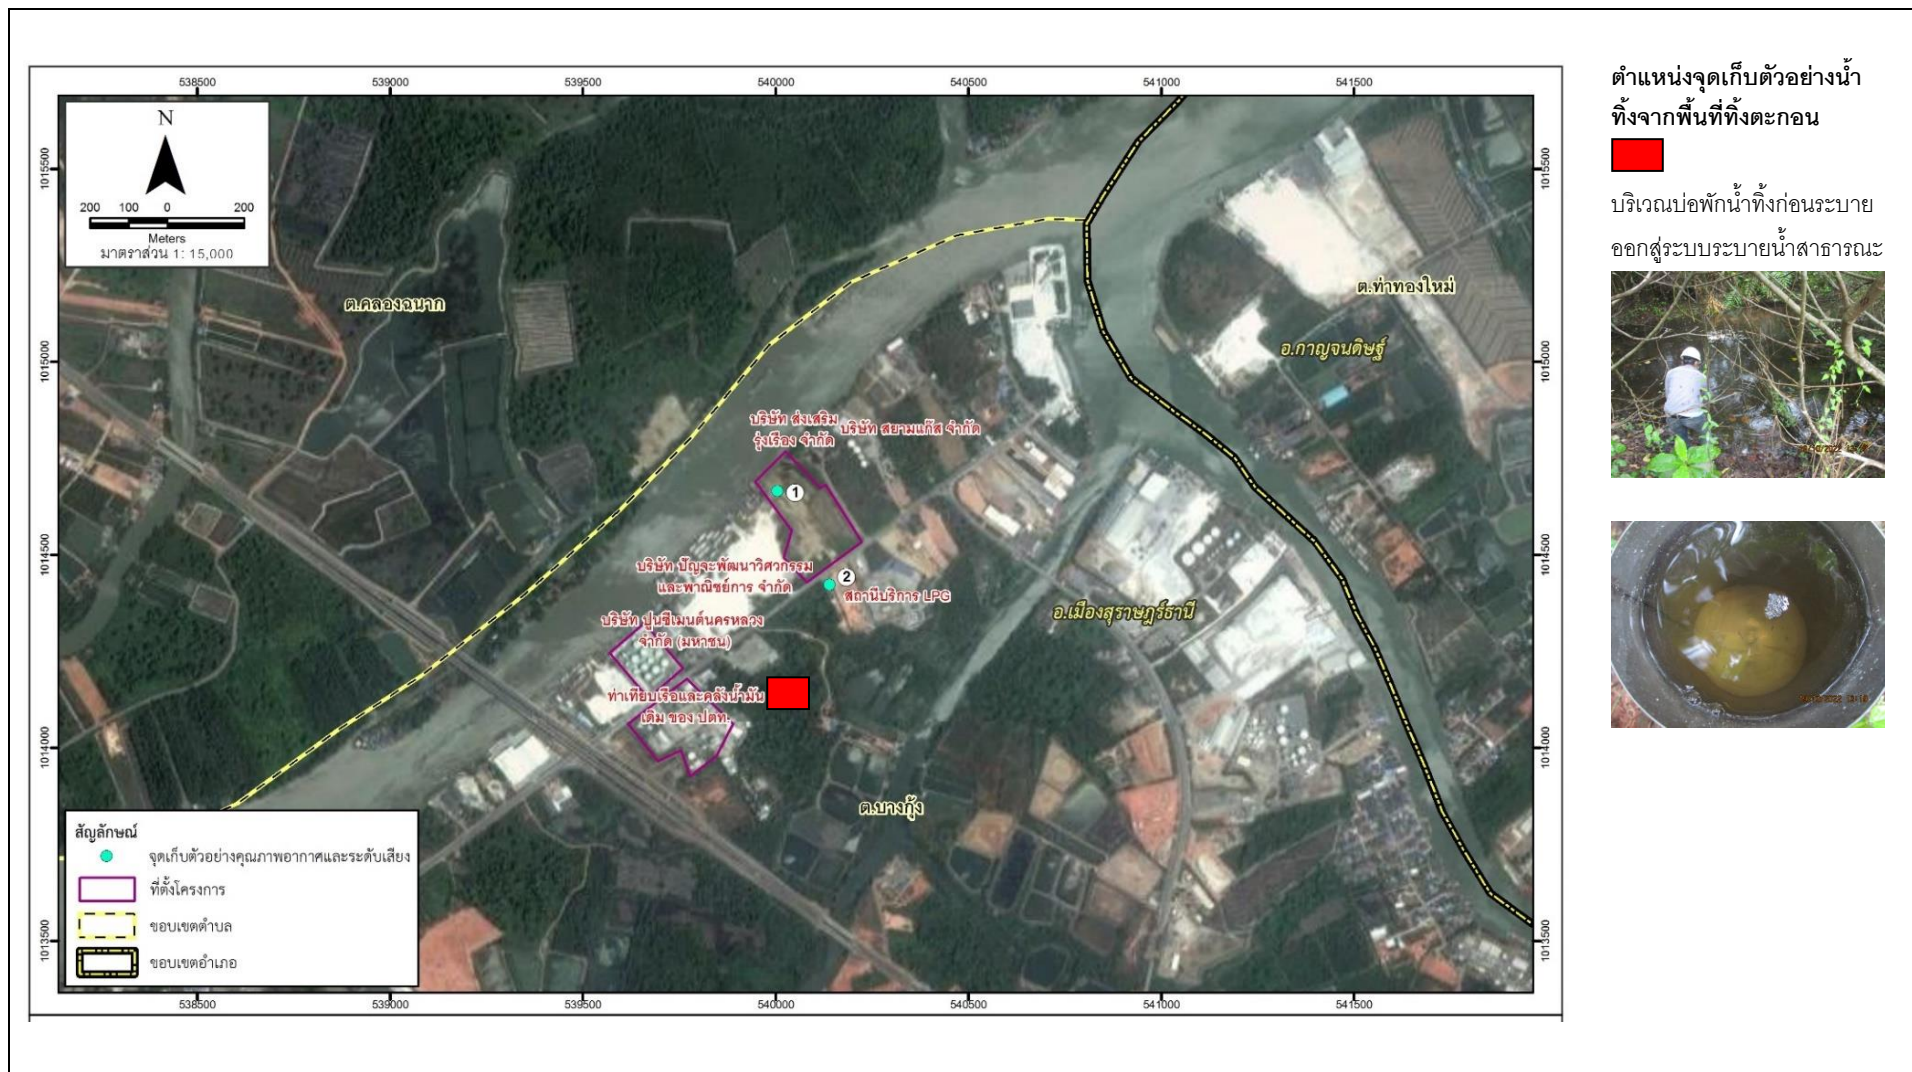 538500
539000
539500
540000
540500
541000
541500
1015500
1015000
1014500
1014000
1013500
N
200 100 0 200
Meters
มาตราส่วน 1: 15,000
ต.คลองฉนาก
ต.ท่าทองใหม่
อ.กาญจนดิษฐ์
บริษัท ส่งเสริม
รุ่งเรือง จำกัด
บริษัท สยามแก๊ส จำกัด
1
บริษัท ปัญจะพัฒนาวิศวกรรม
และพาณิชย์การ จำกัด
2
สถานีบริการ LPG
บริษัท ปูนซีเมนต์นครหลวง
จำกัด (มหาชน)
อ.เมืองสุราษฎร์ธานี
ท่าเทียบเรือและคลังน้ำมัน
เดิม ของ ปตท.
ต.บางกุ้ง
สัญลักษณ์
จุดเก็บตัวอย่างคุณภาพอากาศและระดับเสียง
ที่ตั้งโครงการ
ขอบเขตตำบล
ขอบเขตอำเภอ
1015500
1015000
1014500
1014000
1013500
538500
539000
539500
540000
540500
541000
541500
ตำแหน่งจุดเก็บตัวอย่างน้ำ
ทิ้งจากพื้นที่ทิ้งตะกอน
บริเวณบ่อพักน้ำทิ้งก่อนระบาย
ออกสู่ระบบระบายน้ำสาธารณะ